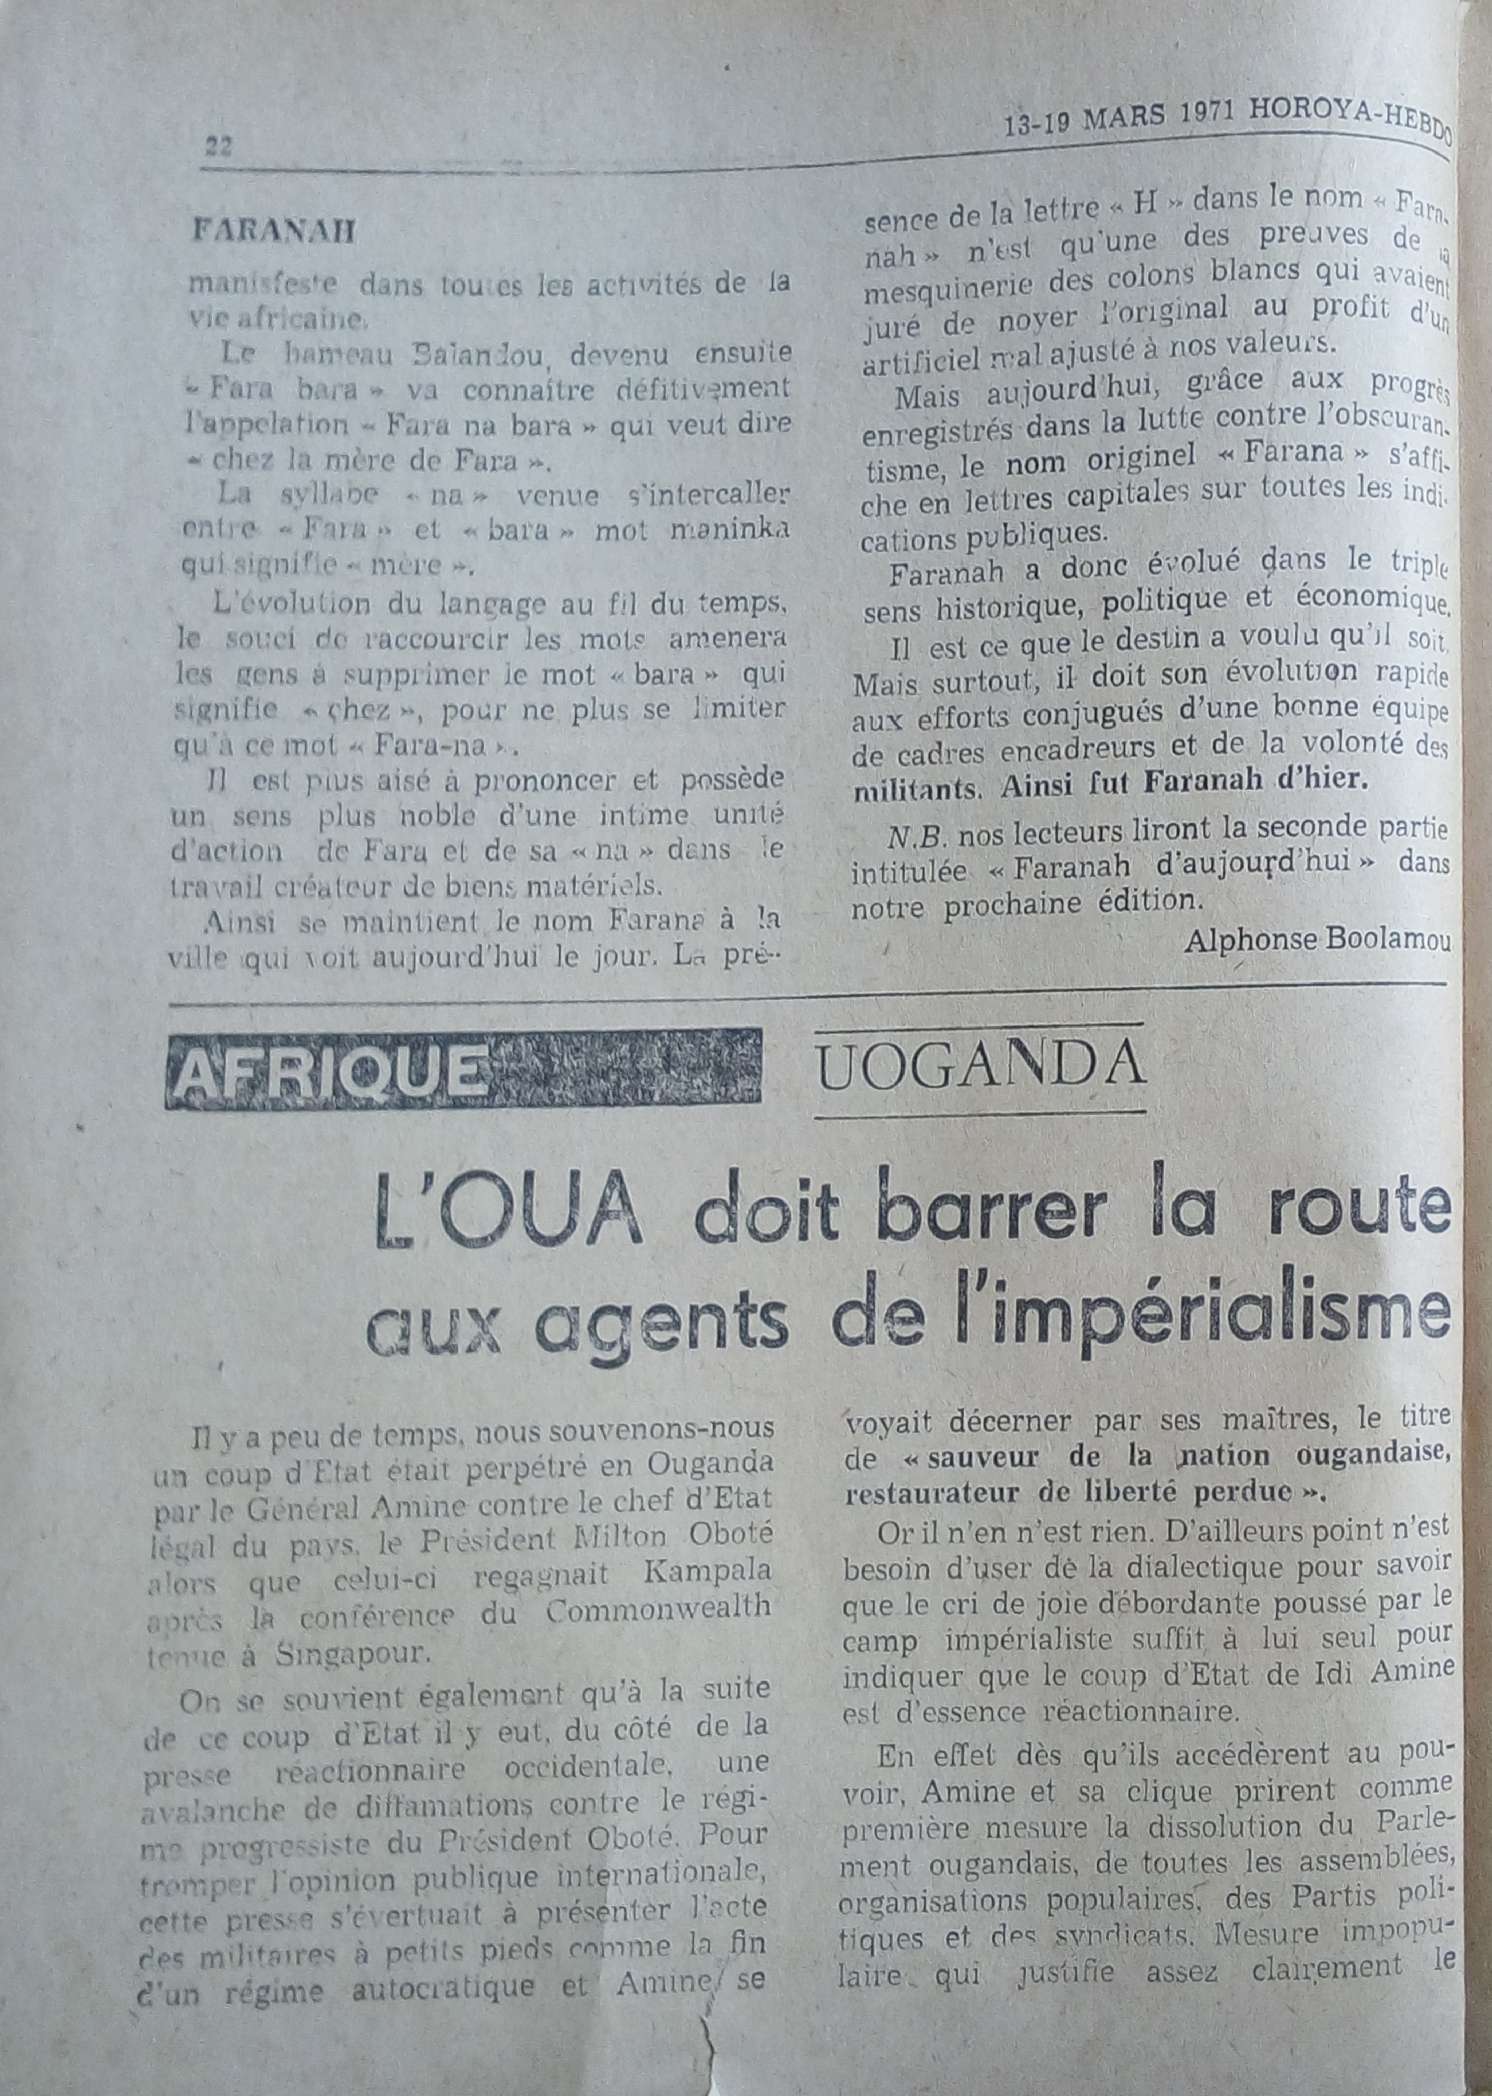 22
13-19 MARS 1971 HOROYA-HEBDO
FARANAH
manisfeste dans toutes les activités de la
vie africaine.
Le hameau Balandou, devenu ensuite
« Fara bara » va connaître défitivement
l'appelation « Fara na bara » qui veut dire
« chez la mère de Fara ».
La syllabe « na » venue s'intercaller
entre « Fara » et « bara » mot maninka
qui signifie « mère ».
L'évolution du langage au fil du temps,
le souci de raccourcir les mots amenera
les gens à supprimer le mot « bara » qui
signifie « chez », pour ne plus se limiter
qu'à ce mot « Fara-na ».
Il est plus aisé à prononcer et possède
un sens plus noble d'une intime unité
d'action de Fara et de sa « na » dans le
travail créateur de biens matériels.
Ainsi se maintient le nom Farana à la
ville qui voit aujourd'hui le jour. La pré-
sence de la lettre « H » dans le nom « Fara-
nah » n'est qu'une des preuves de la
mesquinerie des colons blancs qui avaient
juré de noyer l'original au profit d'un
artificiel mal ajusté à nos valeurs.
Mais aujourd'hui, grâce aux progrès
enregistrés dans la lutte contre l'obscuran-
tisme, le nom originel « Farana » s'affi-
che en lettres capitales sur toutes les indi-
cations publiques.
Faranah a donc évolué dans le triple
sens historique, politique et économique.
Il est ce que le destin a voulu qu'il soit.
Mais surtout, il doit son évolution rapide
aux efforts conjugués d'une bonne équipe
de cadres encadreurs et de la volonté des
militants. Ainsi fut Faranah d'hier.
N.B. nos lecteurs liront la seconde partie
intitulée « Faranah d'aujourd'hui » dans
notre prochaine édition.
Alphonse Boolamou
AFRIQUE
UOGANDA
L'OUA doit barrer la route
aux agents de l'impérialisme
Il y a peu de temps, nous souvenons-nous
un coup d'Etat était perpétré en Ouganda
par le Général Amine contre le chef d'Etat
légal du pays, le Président Milton Oboté
alors que celui-ci regagnait Kampala
après la conférence du Commonwealth
tenue à Singapour.
On se souvient également qu'à la suite
de ce coup d'Etat il y eut, du côté de la
presse réactionnaire occidentale, une
avalanche de diffamations contre le régi-
me progressiste du Président Oboté. Pour
tromper l'opinion publique internationale,
cette presse s'évertuait à présenter l'acte
des militaires à petits pieds comme la fin
d'un régime autocratique et Amine se
voyait décerner par ses maîtres, le titre
de « sauveur de la nation ougandaise,
restaurateur de liberté perdue ».
Or il n'en n'est rien. D'ailleurs point n'est
besoin d'user de la dialectique pour savoir
que le cri de joie débordante poussé par le
camp impérialiste suffit à lui seul pour
indiquer que le coup d'Etat de Idi Amine
est d'essence réactionnaire.
En effet dès qu'ils accédèrent au pou-
voir, Amine et sa clique prirent comme
première mesure la dissolution du Parle-
ment ougandais, de toutes les assemblées,
organisations populaires, des Partis poli-
tiques et des syndicats. Mesure impopu-
laire qui justifie assez clairement le